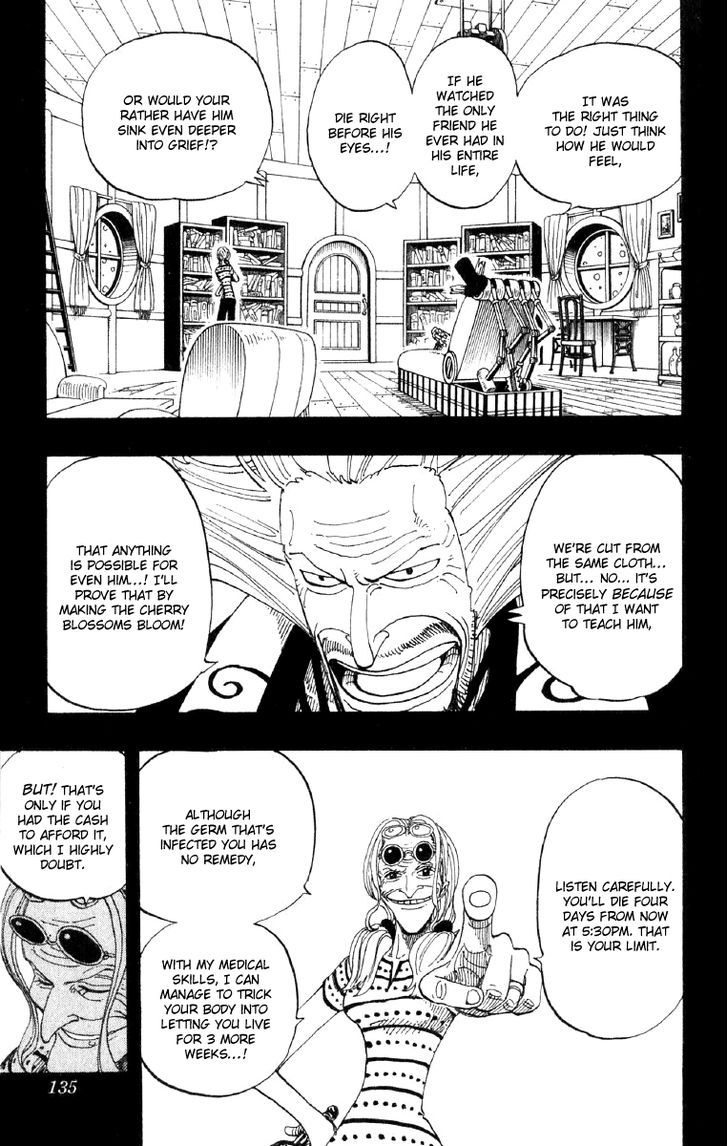 IT WAS
THE RIGHT THING
TO DO! JUST THINK
HOW HE WOULD
FEEL,
IF HE
WATCHED
THE ONLY
FRIEND HE
EVER HAD IN
HIS ENTIRE
LIFE,
DIE RIGHT
BEFORE HIS
EYES...!
OR WOULD YOUR
RATHER HAVE HIM
SINK EVEN DEEPER
INTO GRIEF!?
WE'RE CUT FROM
THE SAME CLOTH...
BUT... NO... IT'S
PRECISELY BECAUSE
OF THAT I WANT
TO TEACH HIM,
THAT ANYTHING
IS POSSIBLE FOR
EVEN HIM...! I'LL
PROVE THAT BY
MAKING THE CHERRY
BLOSSOMS BLOOM!
LISTEN CAREFULLY.
YOU'LL DIE FOUR
DAYS FROM NOW
AT 5:30PM. THAT
IS YOUR LIMIT.
ALTHOUGH
THE GERM THAT'S
INFECTED YOU HAS
NO REMEDY,
WITH MY MEDICAL
SKILLS, I CAN
MANAGE TO TRICK
YOUR BODY INTO
LETTING YOU LIVE
FOR 3 MORE
WEEKS...!
BUT! THAT'S
ONLY IF YOU
HAD THE CASH
TO AFFORD IT,
WHICH I HIGHLY
DOUBT.
135